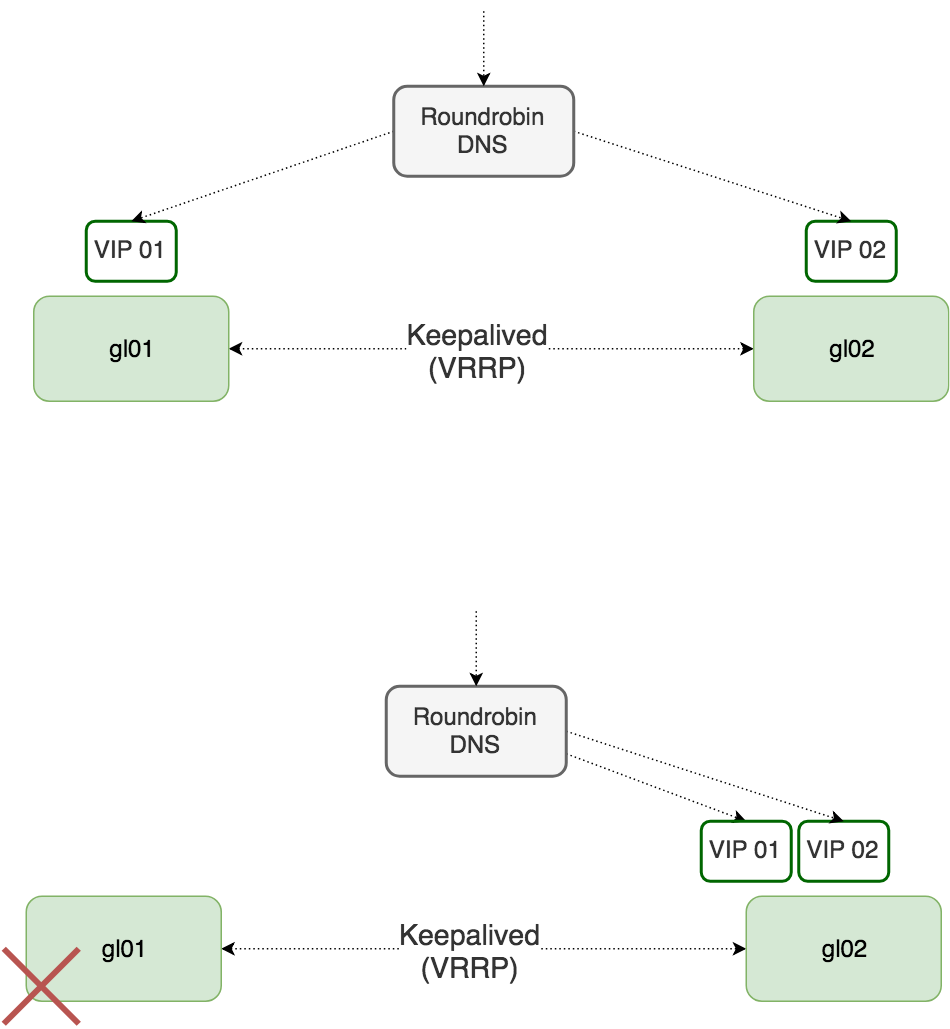 Roundrobin
DNS
VIP 01
VIP 02
gl01
Keepalived
(VRRP)
gl02
Roundrobin
DNS
VIP 01
VIP 02
gl01
Keepalived
(VRRP)
gl02